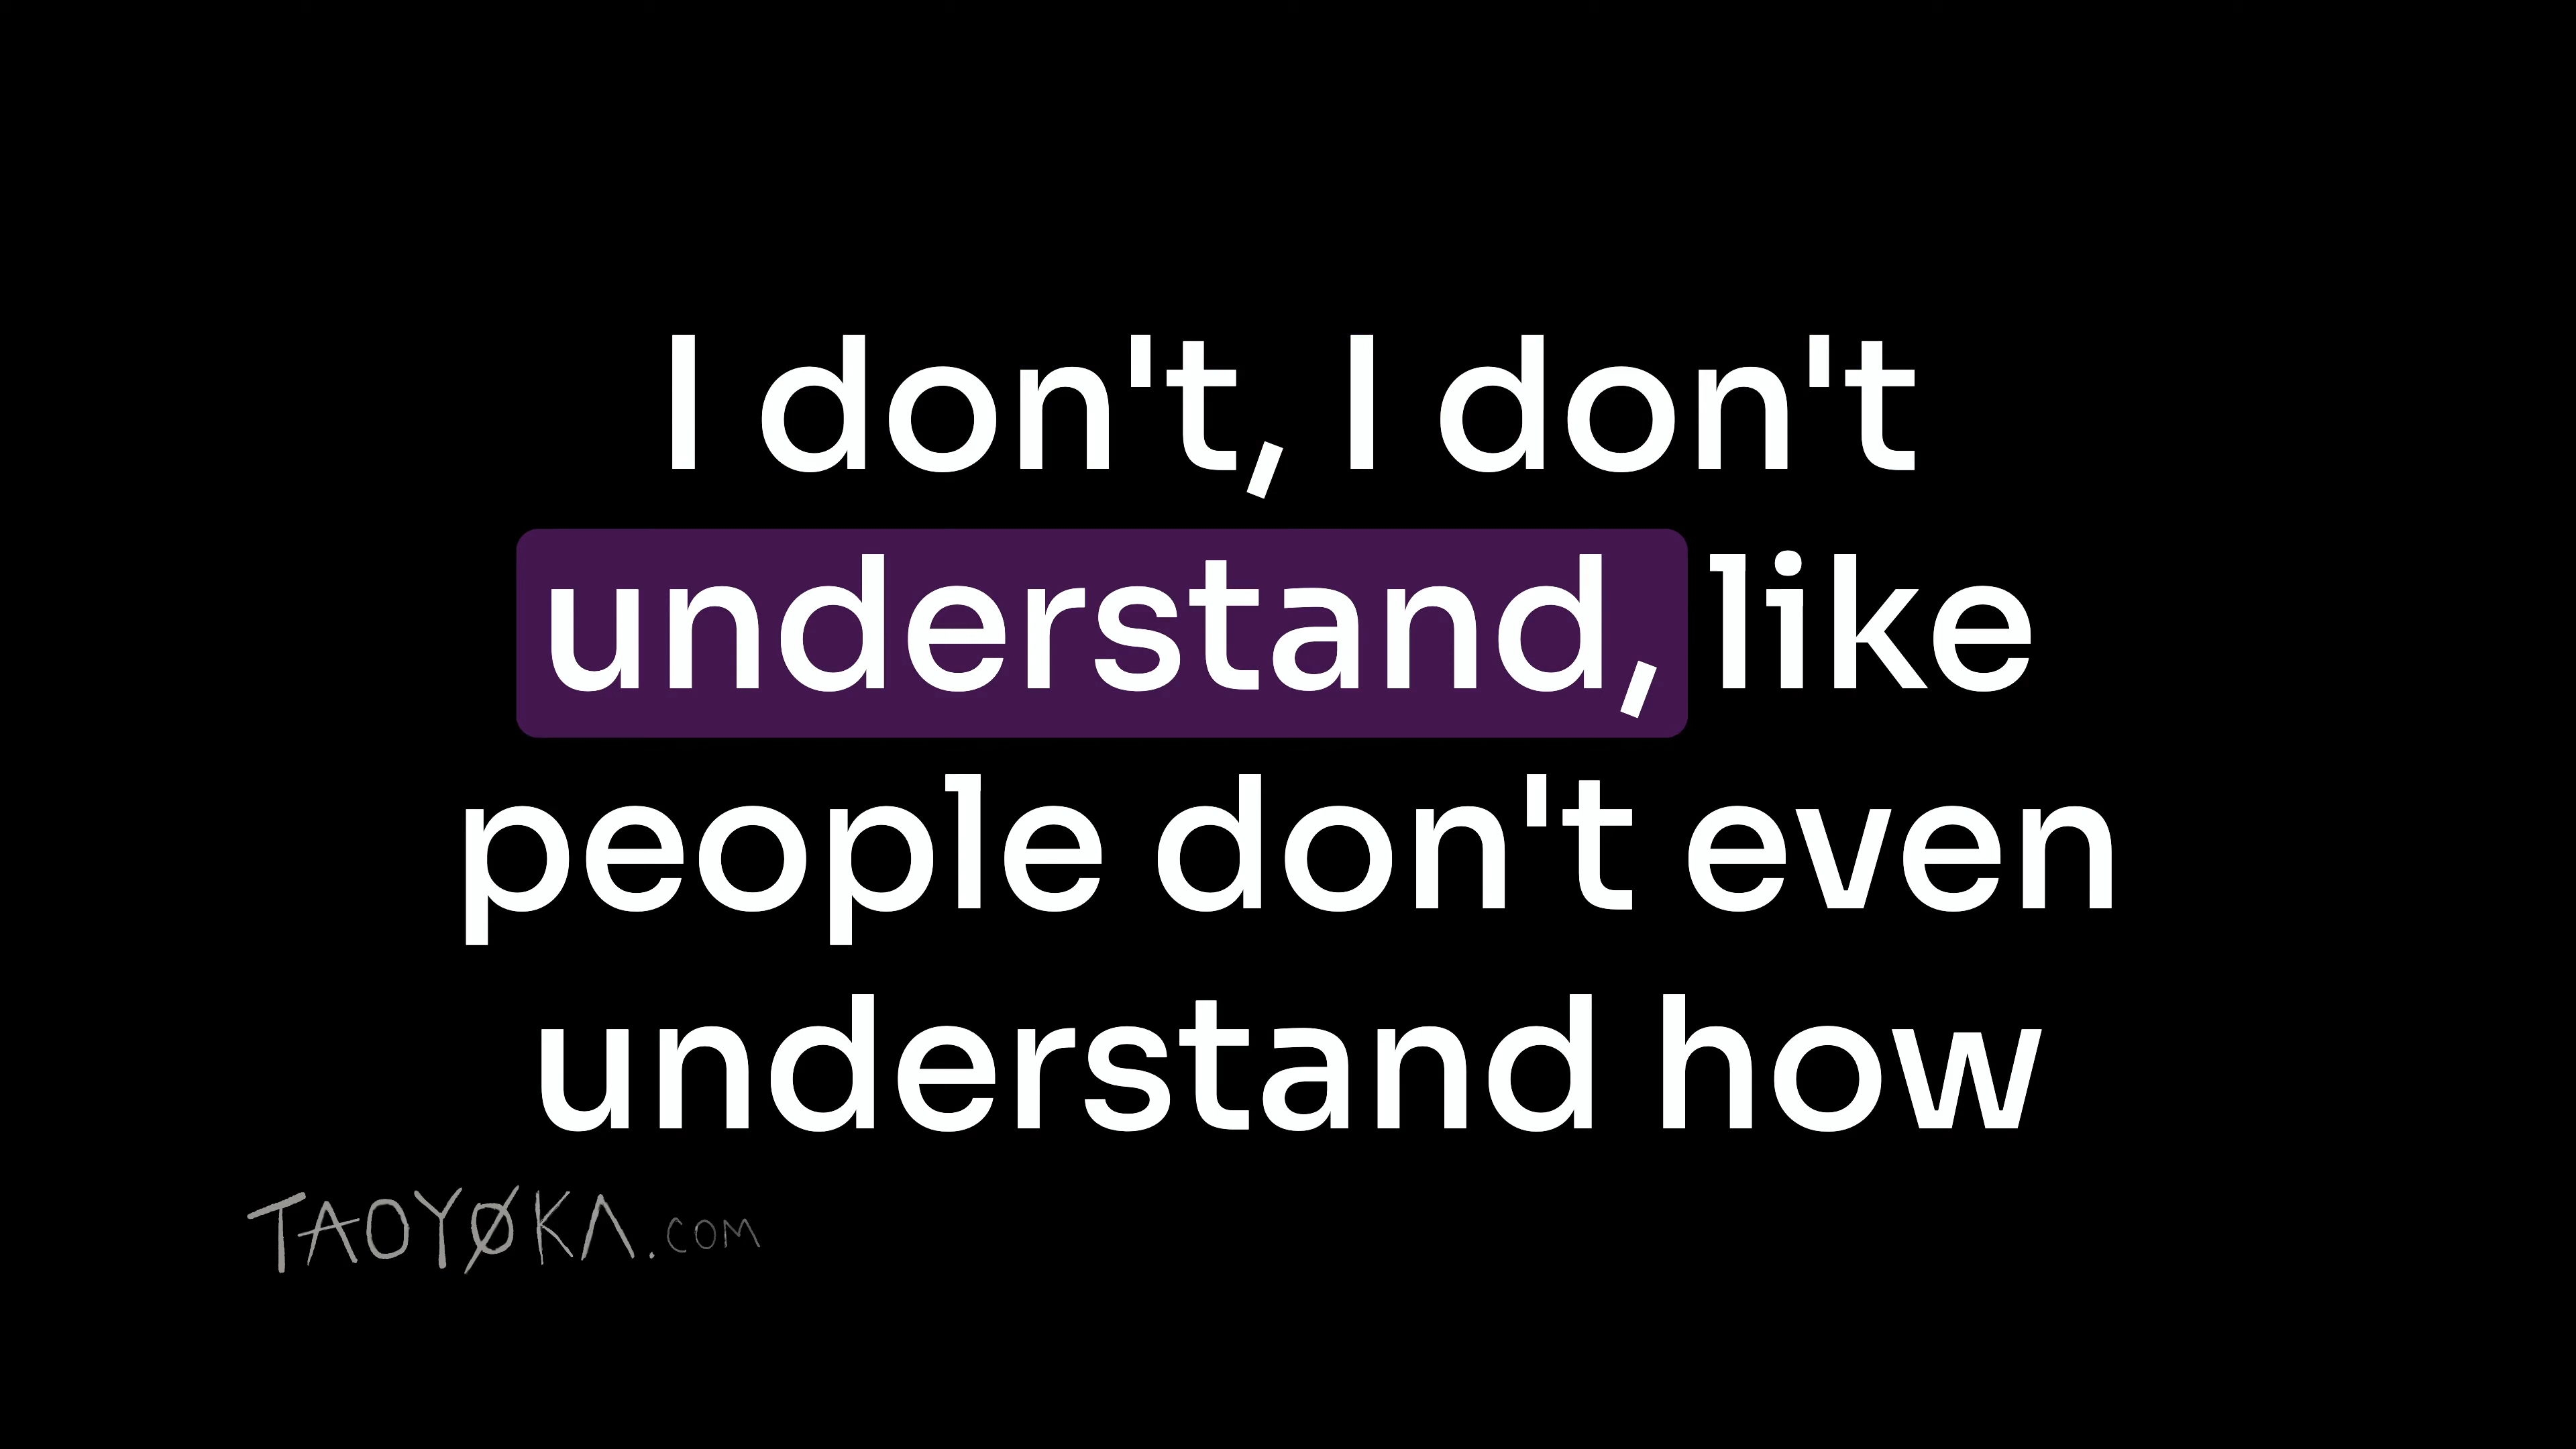 I don't, I don't
understand, like
people don't even
understand how
TAOYØKA.COM